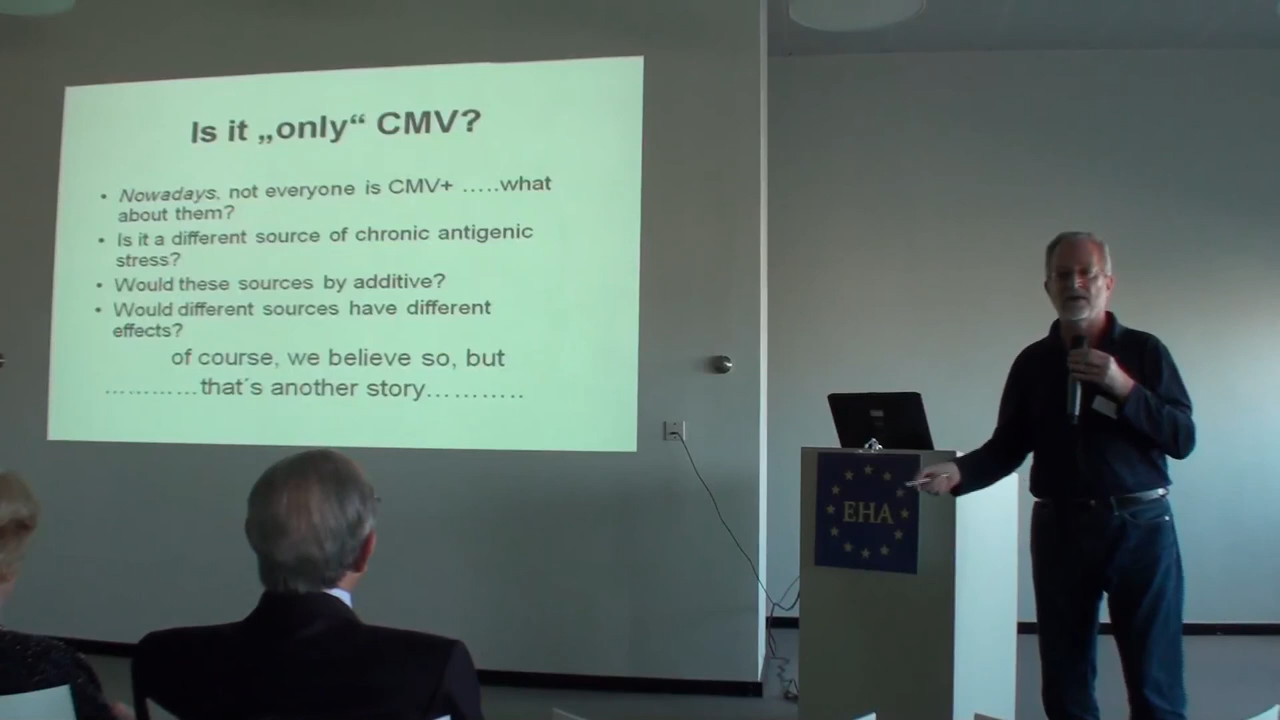 Is it „only“ CMV?
• Nowadays, not everyone is CMV+ .....what
about them?
• Is it a different source of chronic antigenic
stress?
• Would these sources by additive?
• Would different sources have different
effects?
of course, we believe so, but
............that´s another story............
EHA